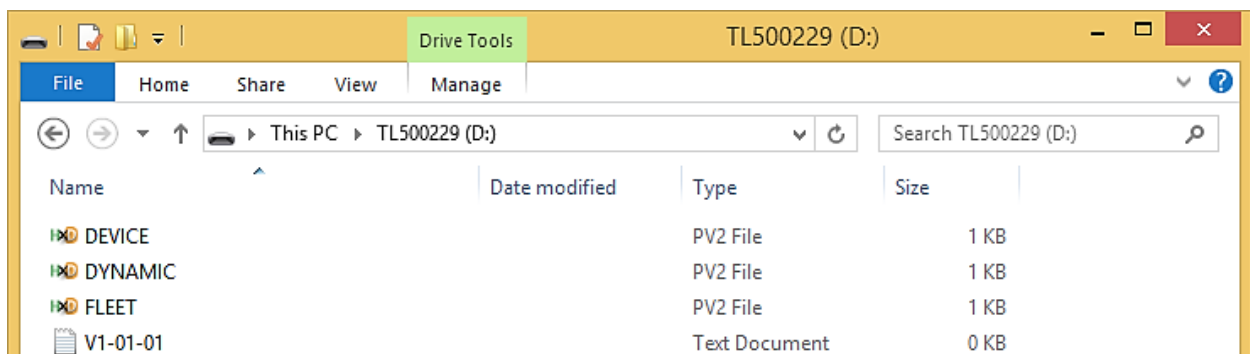 Drive Tools TL500229 (D:)
File Home Share View Manage
This PC TL500229 (D:) Search TL500229 (D:)
Name Date modified Type Size
DEVICE PV2 File 1 KB
DYNAMIC PV2 File 1 KB
FLEET PV2 File 1 KB
V1-01-01 Text Document 0 KB